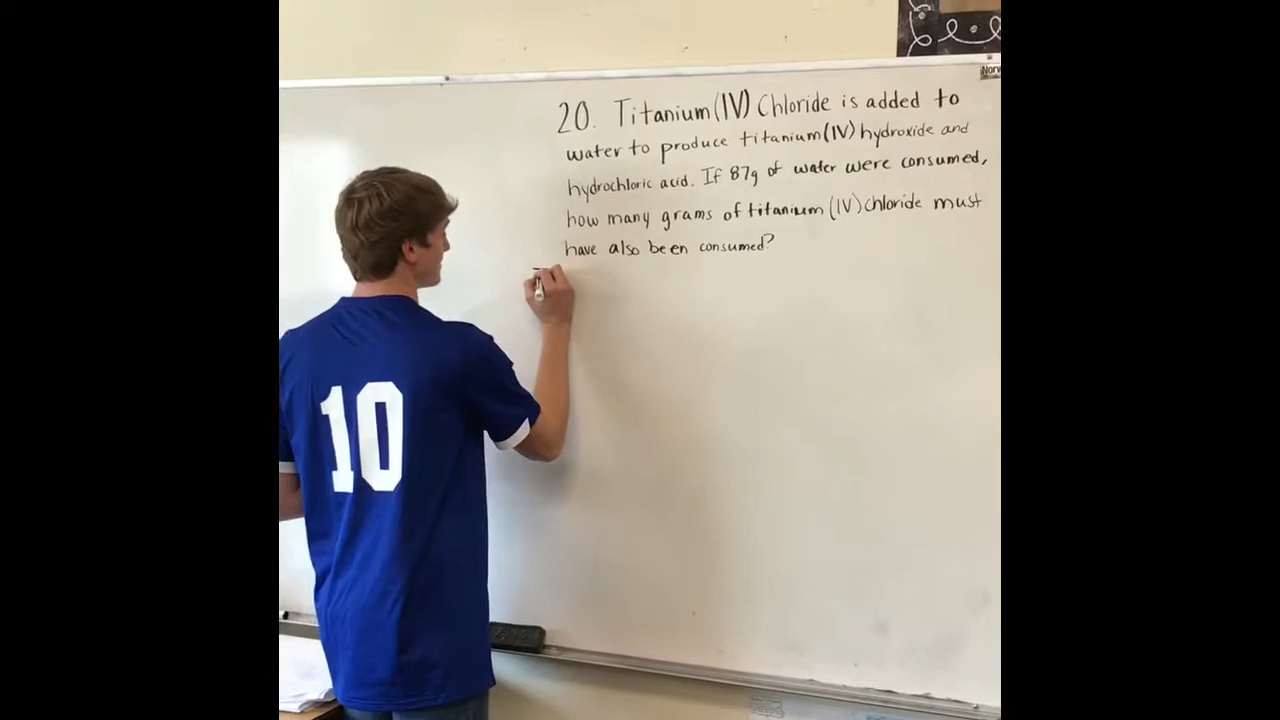 Norw
20. Titanium (IV) Chloride is added to
water to produce titanium (IV) hydroxide and
hydrochloric acid. If 87g of water were consumed,
how many grams of titanium (IV) chloride must
have also been consumed?
10